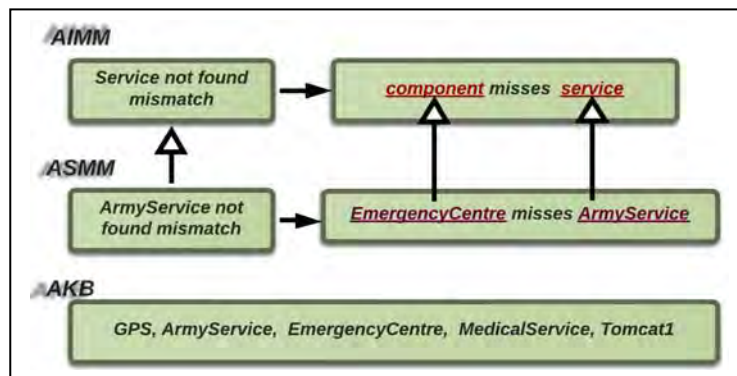 AIMM
Service not found
mismatch
component misses service
ASMM
ArmyService not
found mismatch
EmergencyCentre misses ArmyService
AKB
GPS, ArmyService, EmergencyCentre, MedicalService, Tomcat1